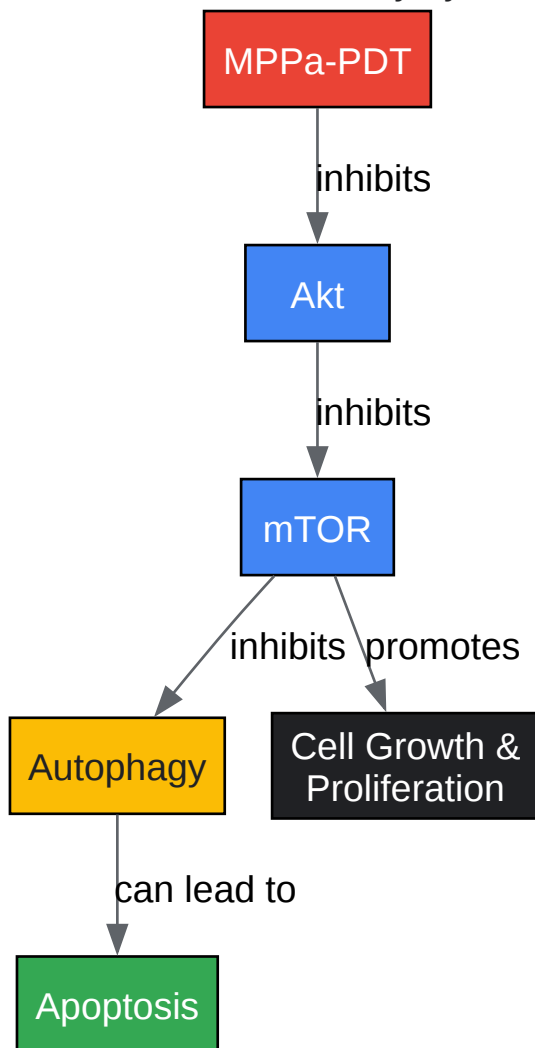 MPPa-PDT
inhibits
Akt
inhibits
mTOR
inhibits promotes
Autophagy
Cell Growth &
Proliferation
can lead to
Apoptosis